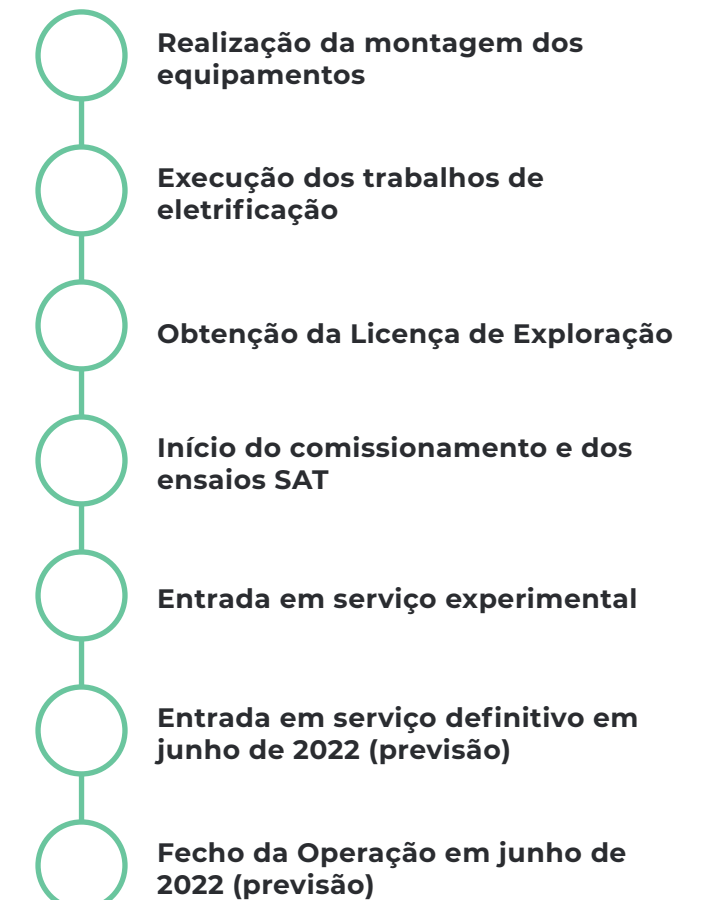 Realização da montagem dos
equipamentos
Execução dos trabalhos de
eletrificação
Obtenção da Licença de Exploração
Início do comissionamento e dos
ensaios SAT
Entrada em serviço experimental
Entrada em serviço definitivo em
junho de 2022 (previsão)
Fecho da Operação em junho de
2022 (previsão)